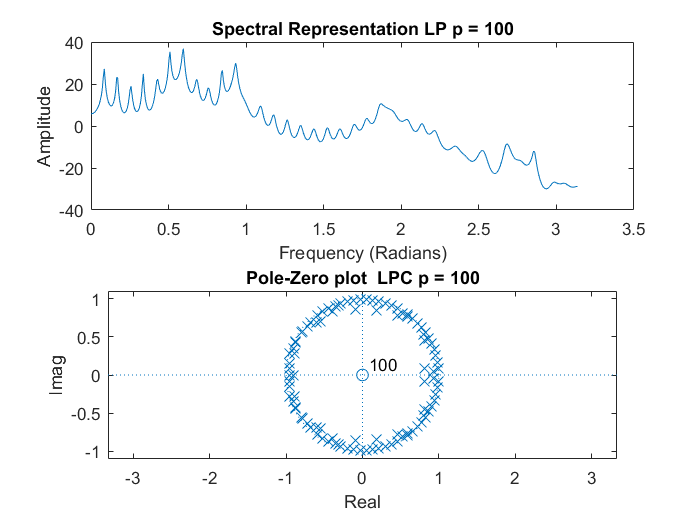 Spectral Representation LP p = 100
40
20
0
-20
-40
Amplitude
0 0.5 1 1.5 2 2.5 3 3.5
Frequency (Radians)
Pole-Zero plot LPC p = 100
1
0.5
0
-0.5
-1
Imag
100
-3 -2 -1 0 1 2 3
Real